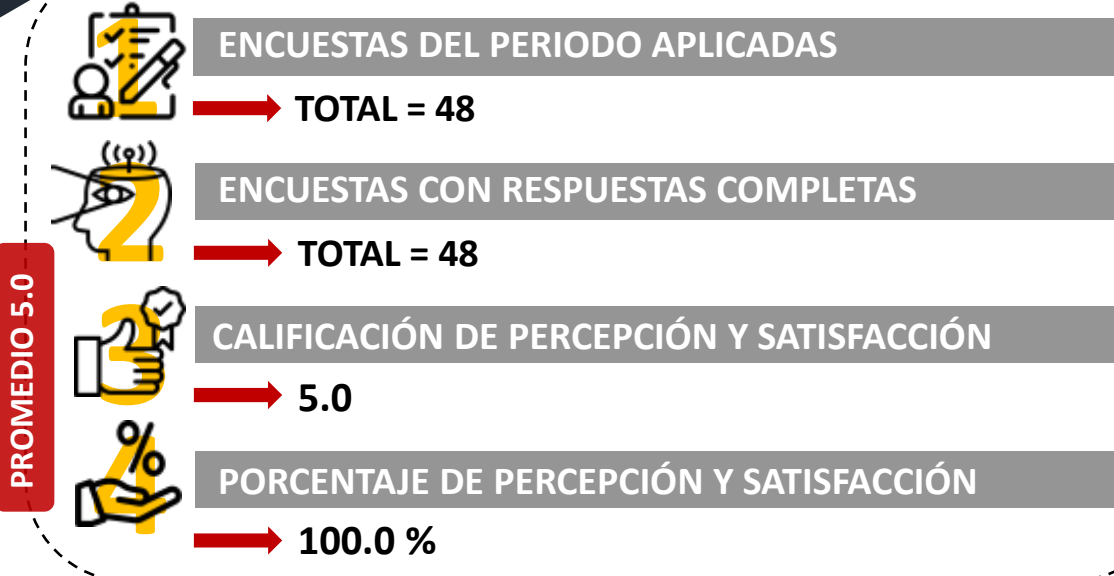 1
ENCUESTAS DEL PERIODO APLICADAS
TOTAL = 48
2
ENCUESTAS CON RESPUESTAS COMPLETAS
TOTAL = 48
PROMEDIO 5.0
3
CALIFICACIÓN DE PERCEPCIÓN Y SATISFACCIÓN
5.0
4
%
PORCENTAJE DE PERCEPCIÓN Y SATISFACCIÓN
100.0 %